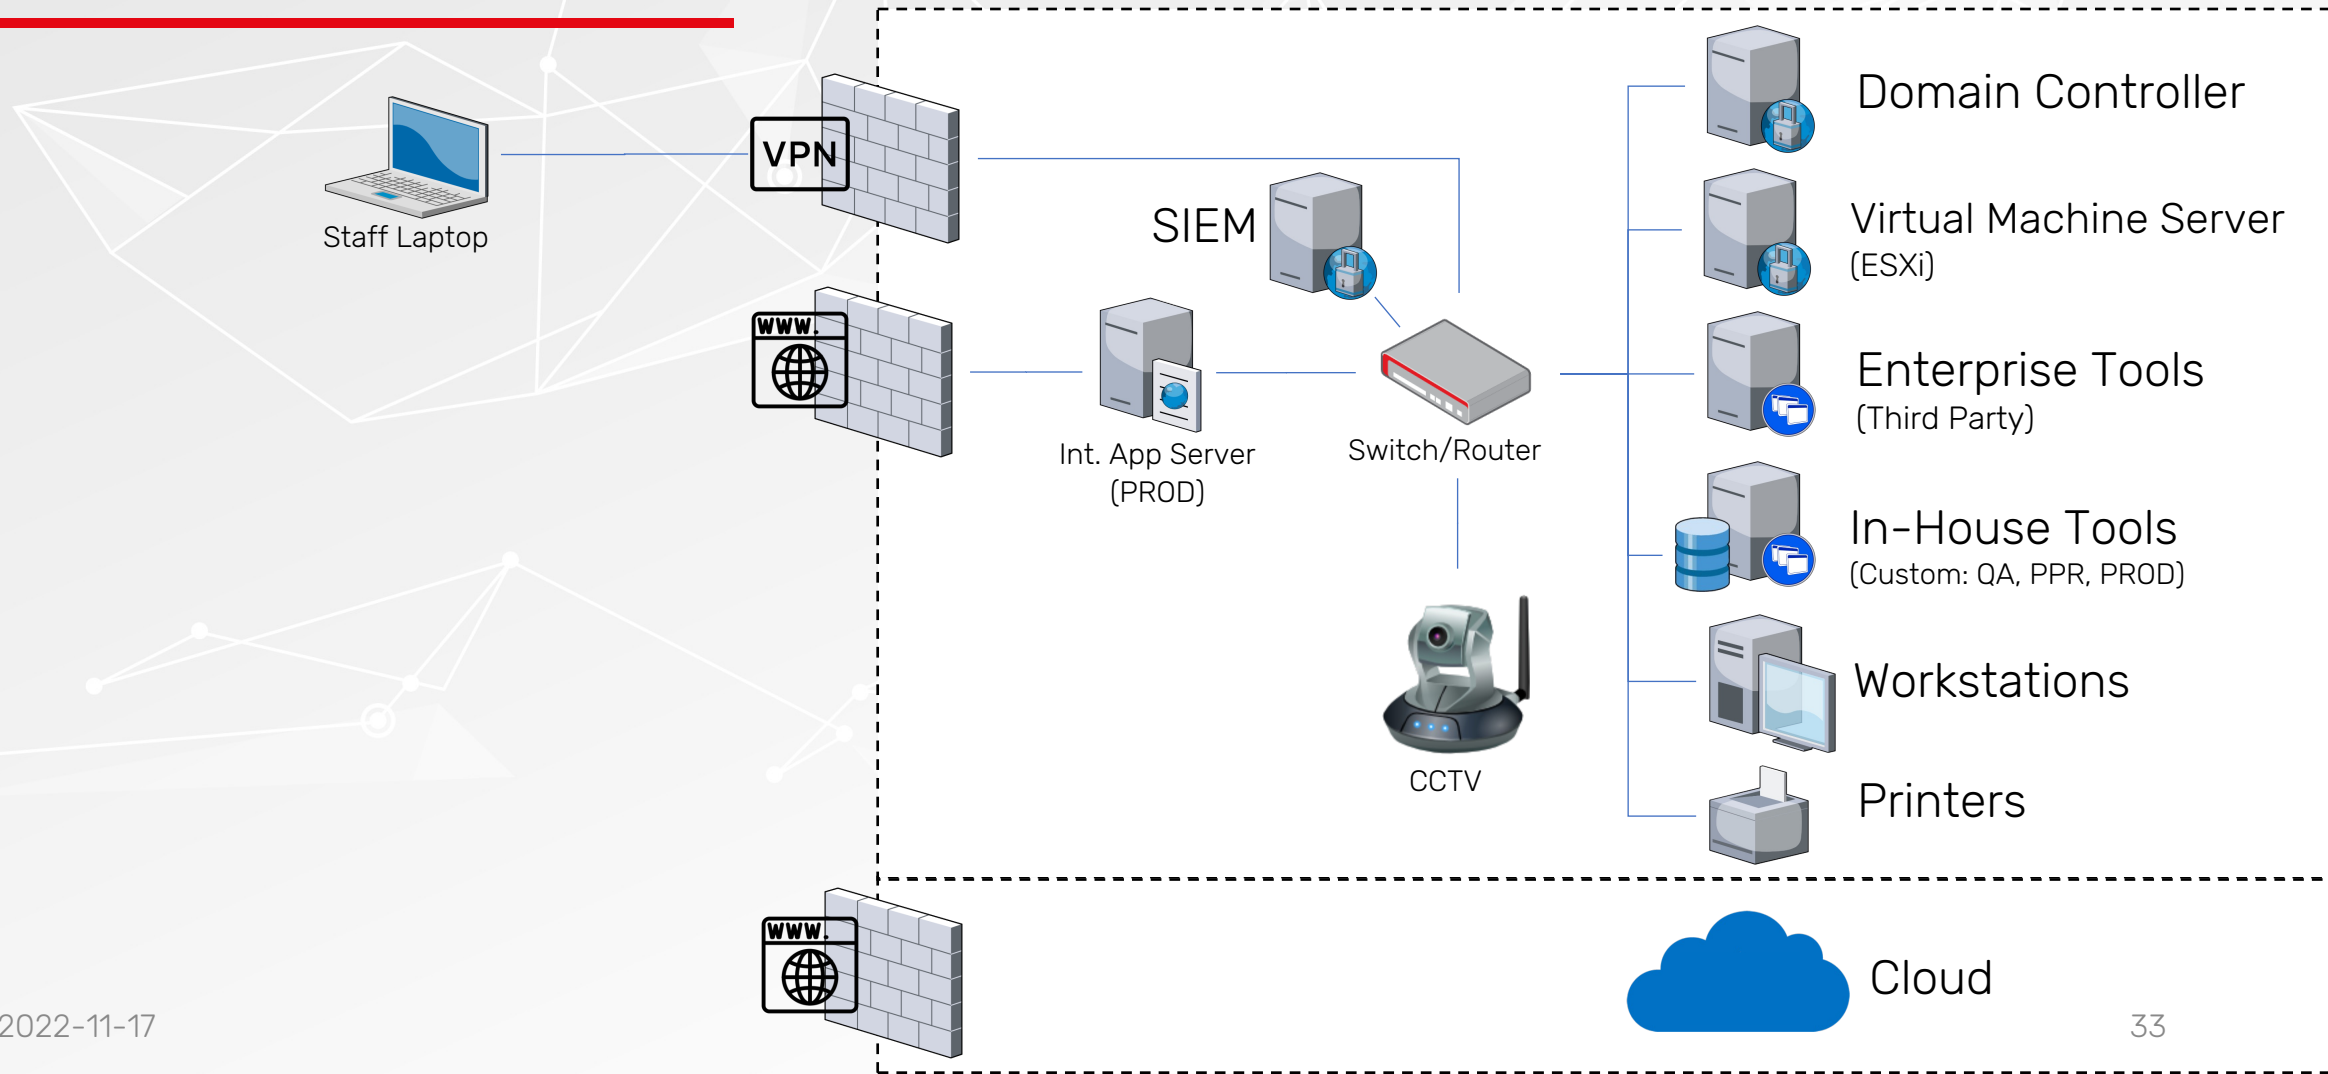 Domain Controller
VPN
Staff Laptop
SIEM
Virtual Machine Server
(ESXi)
WWW.
Int. App Server
(PROD)
Switch/Router
Enterprise Tools
(Third Party)
In-House Tools
(Custom: QA, PPR, PROD)
CCTV
Workstations
Printers
WWW.
Cloud
2022-11-17
33